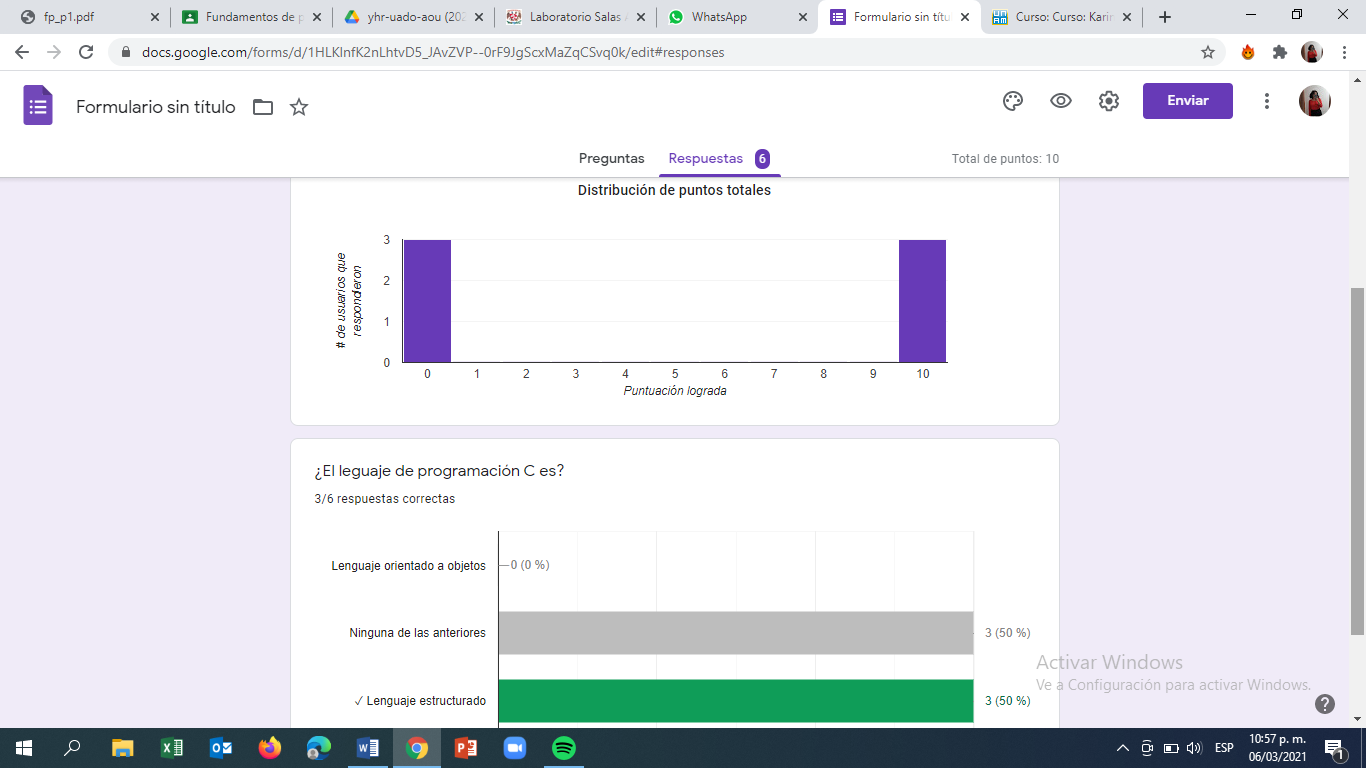 fp_p1.pdf
Fundamentos de p
yhr-uado-aou (202
Laboratorio Salas
WhatsApp
Formulario sin títu
Curso: Curso: Karir
docs.google.com/forms/d/1HLKlnfK2nLhtvD5_JAvZVP--0rF9JgScxMaZqCSvq0k/edit#responses
Formulario sin título
Enviar
Preguntas
Respuestas 6
Total de puntos: 10
Distribución de puntos totales
# de usuarios que
respondieron
3
2
1
0
0 1 2 3 4 5 6 7 8 9 10
Puntuación lograda
¿El leguaje de programación C es?
3/6 respuestas correctas
Lenguaje orientado a objetos 0 (0 %)
Ninguna de las anteriores 3 (50 %)
✓ Lenguaje estructurado 3 (50 %)
Activar Windows
Ve a Configuración para activar Windows.
ESP
10:57 p. m.
06/03/2021
1